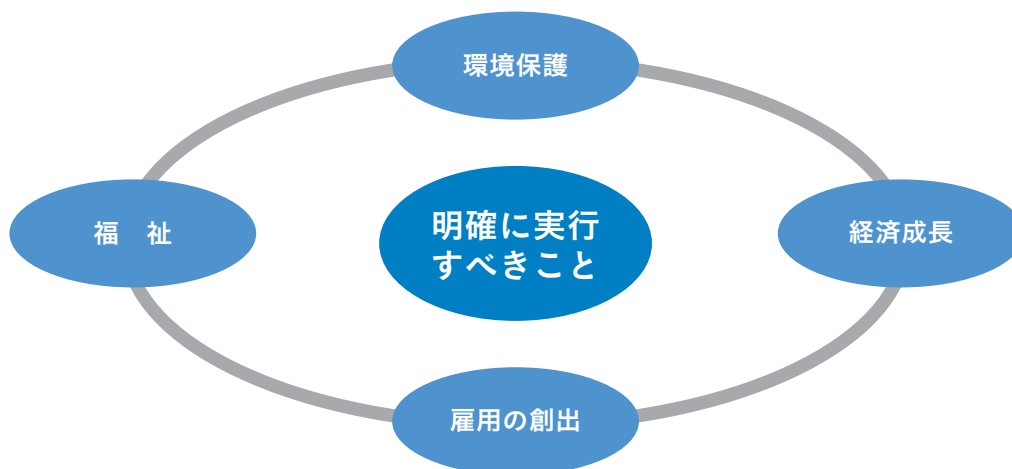 環境保護
福　祉
明確に実行
すべきこと
経済成長
雇用の創出